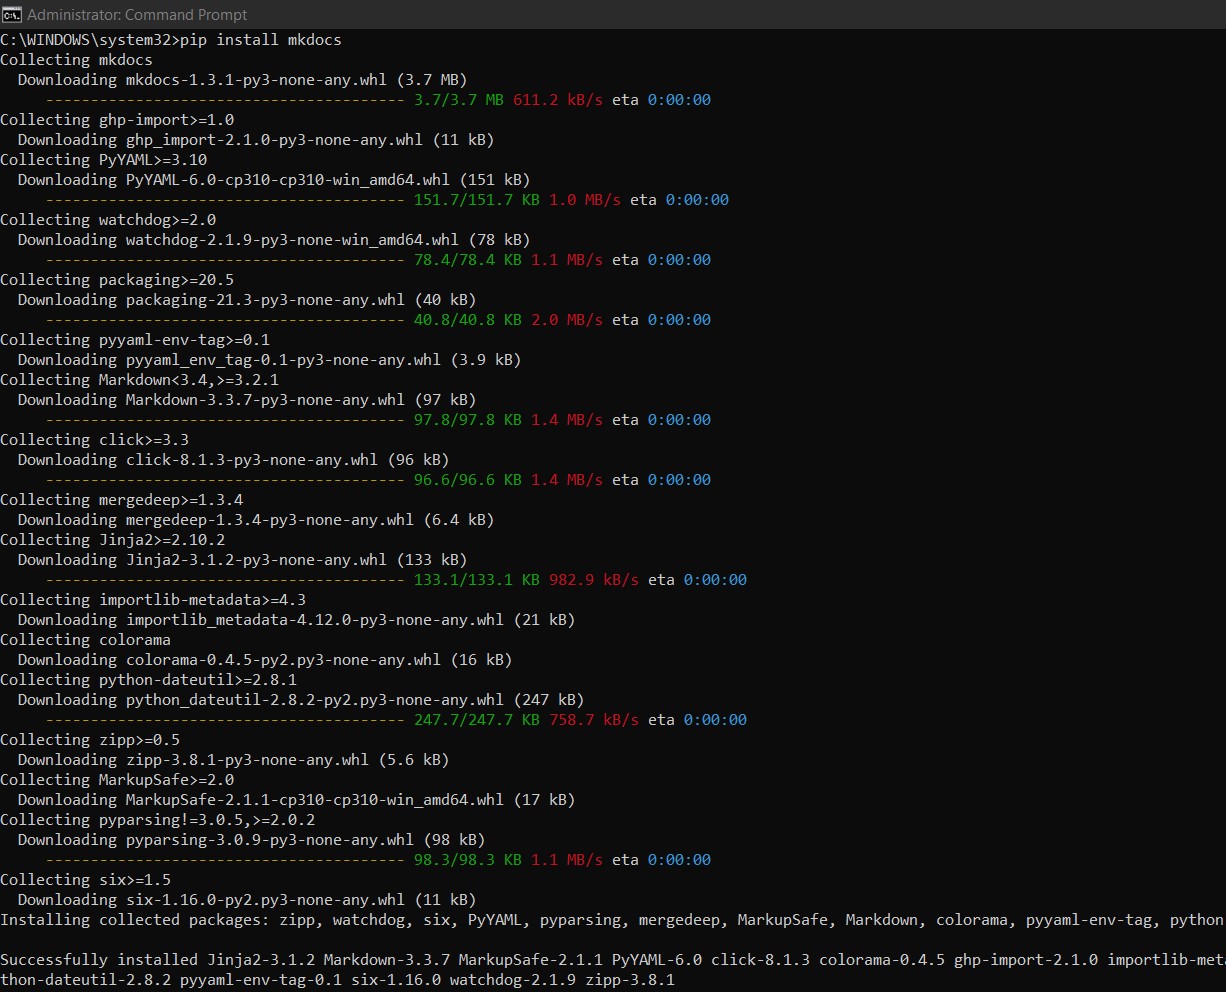 Administrator: Command Prompt
C:\WINDOWS\system32>pip install mkdocs
Collecting mkdocs
  Downloading mkdocs-1.3.1-py3-none-any.whl (3.7 MB)
     ---------------------------------------- 3.7/3.7 MB 611.2 kB/s eta 0:00:00
Collecting ghp-import>=1.0
  Downloading ghp_import-2.1.0-py3-none-any.whl (11 kB)
Collecting PyYAML>=3.10
  Downloading PyYAML-6.0-cp310-cp310-win_amd64.whl (151 kB)
     ---------------------------------------- 151.7/151.7 KB 1.0 MB/s eta 0:00:00
Collecting watchdog>=2.0
  Downloading watchdog-2.1.9-py3-none-win_amd64.whl (78 kB)
     ---------------------------------------- 78.4/78.4 KB 1.1 MB/s eta 0:00:00
Collecting packaging>=20.5
  Downloading packaging-21.3-py3-none-any.whl (40 kB)
     ---------------------------------------- 40.8/40.8 KB 2.0 MB/s eta 0:00:00
Collecting pyyaml-env-tag>=0.1
  Downloading pyyaml_env_tag-0.1-py3-none-any.whl (3.9 kB)
Collecting Markdown<3.4,>=3.2.1
  Downloading Markdown-3.3.7-py3-none-any.whl (97 kB)
     ---------------------------------------- 97.8/97.8 KB 1.4 MB/s eta 0:00:00
Collecting click>=3.3
  Downloading click-8.1.3-py3-none-any.whl (96 kB)
     ---------------------------------------- 96.6/96.6 KB 1.4 MB/s eta 0:00:00
Collecting mergedeep>=1.3.4
  Downloading mergedeep-1.3.4-py3-none-any.whl (6.4 kB)
Collecting Jinja2>=2.10.2
  Downloading Jinja2-3.1.2-py3-none-any.whl (133 kB)
     ---------------------------------------- 133.1/133.1 KB 982.9 kB/s eta 0:00:00
Collecting importlib-metadata>=4.3
  Downloading importlib_metadata-4.12.0-py3-none-any.whl (21 kB)
Collecting colorama
  Downloading colorama-0.4.5-py2.py3-none-any.whl (16 kB)
Collecting python-dateutil>=2.8.1
  Downloading python_dateutil-2.8.2-py2.py3-none-any.whl (247 kB)
     ---------------------------------------- 247.7/247.7 KB 758.7 kB/s eta 0:00:00
Collecting zipp>=0.5
  Downloading zipp-3.8.1-py3-none-any.whl (5.6 kB)
Collecting MarkupSafe>=2.0
  Downloading MarkupSafe-2.1.1-cp310-cp310-win_amd64.whl (17 kB)
Collecting pyparsing!=3.0.5,>=2.0.2
  Downloading pyparsing-3.0.9-py3-none-any.whl (98 kB)
     ---------------------------------------- 98.3/98.3 KB 1.1 MB/s eta 0:00:00
Collecting six>=1.5
  Downloading six-1.16.0-py2.py3-none-any.whl (11 kB)
Installing collected packages: zipp, watchdog, six, PyYAML, pyparsing, mergedeep, MarkupSafe, Markdown, colorama, pyyaml-env-tag, python
Successfully installed Jinja2-3.1.2 Markdown-3.3.7 MarkupSafe-2.1.1 PyYAML-6.0 click-8.1.3 colorama-0.4.5 ghp-import-2.1.0 importlib-met
thon-dateutil-2.8.2 pyyaml-env-tag-0.1 six-1.16.0 watchdog-2.1.9 zipp-3.8.1